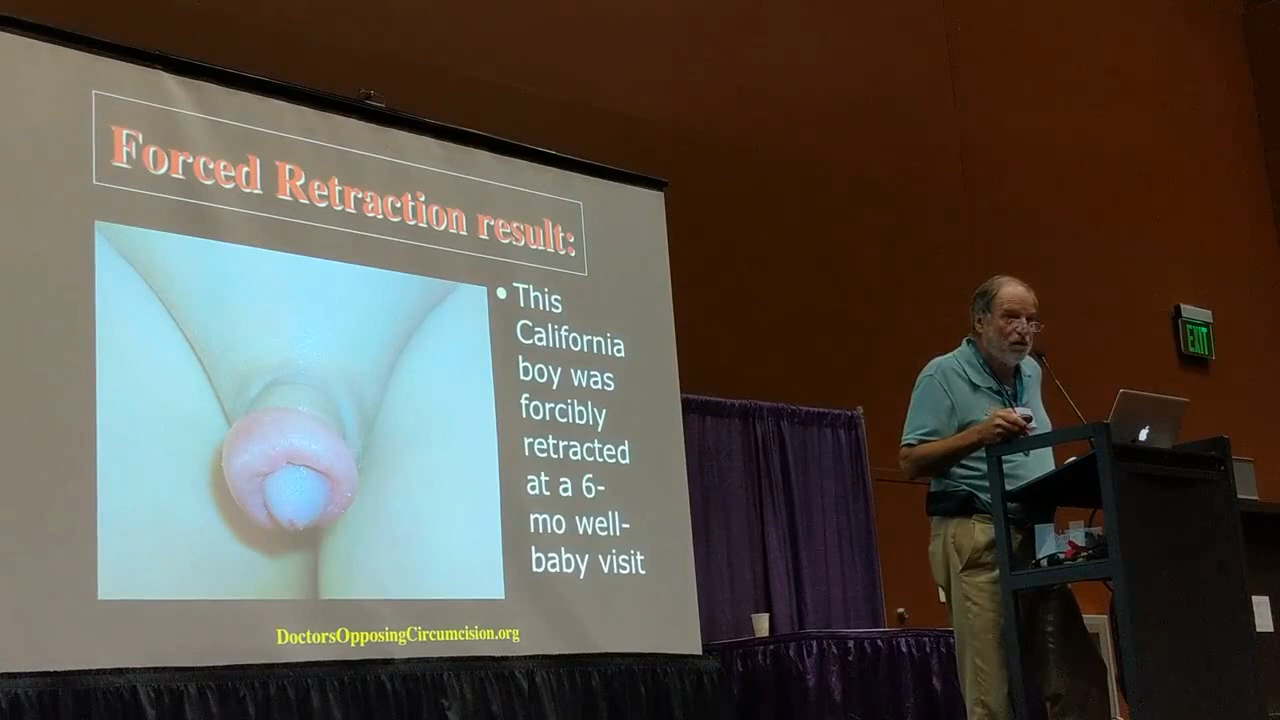 Forced Retraction result:
• This
California
boy was
forcibly
retracted
at a 6-
mo well-
baby visit
DoctorsOpposingCircumcision.org
EXIT